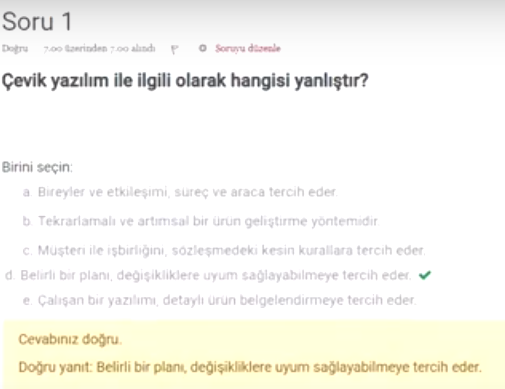 Soru 1
Doğru 7.00 üzerinden 7.00 alındı Soruyu düzenle
Çevik yazılım ile ilgili olarak hangisi yanlıştır?
Birini seçin:
a. Bireyler ve etkileşimi, süreç ve araca tercih eder.
b. Tekrarlamalı ve artımsal bir ürün geliştirme yöntemidir
c. Müşteri ile işbirliğini, sözleşmedeki kesin kurallara tercih eder.
d. Belirli bir planı, değişikliklere uyum sağlayabilmeye tercih eder.
e. Çalışan bir yazılımı, detaylı ürün belgelendirmeye tercih eder.
Cevabınız doğru.
Doğru yanıt: Belirli bir planı, değişikliklere uyum sağlayabilmeye tercih eder.